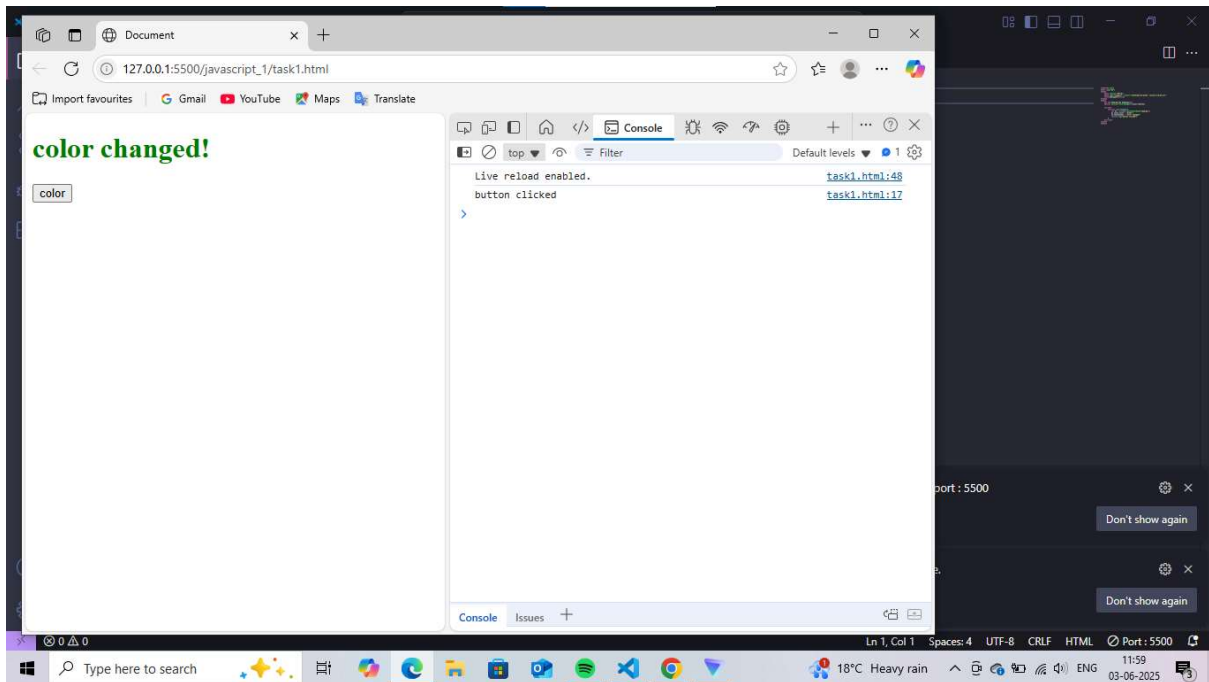 Document
127.0.0.1:5500/javascript_1/task1.html
Import favourites G Gmail YouTube Maps Translate
color changed!
color
Console
top Filter Default levels 1
Live reload enabled. task1.html:48
button clicked task1.html:17
Console Issues
port : 5500
Don't show again
e.
Don't show again
0 0 Ln 1, Col 1 Spaces: 4 UTF-8 CRLF HTML Port : 5500
Type here to search 18°C Heavy rain ENG 11:59
03-06-2025 3